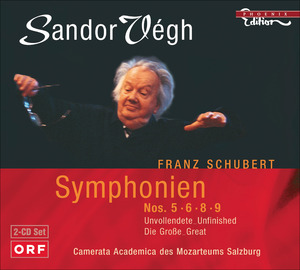 PHOENIX
Edition
Sandor Végh
FRANZ SCHUBERT
Symphonien
Nos. 5 · 6 · 8 · 9
Unvollendete_Unfinished
Die Große_Great
2-CD Set
ORF
Camerata Academica des Mozarteums Salzburg